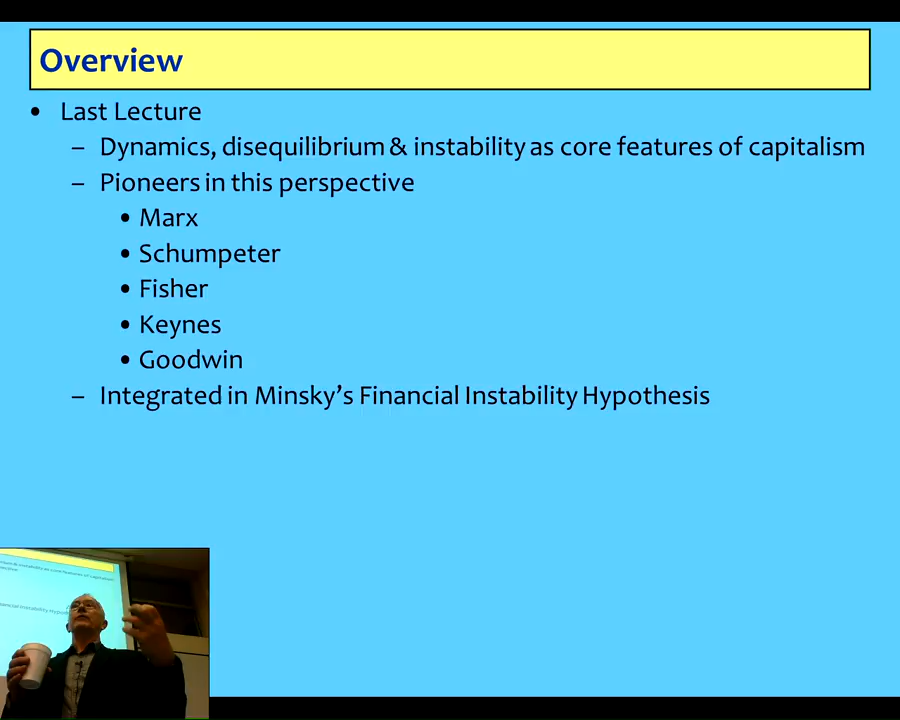 Overview
• Last Lecture
– Dynamics, disequilibrium & instability as core features of capitalism
– Pioneers in this perspective
• Marx
• Schumpeter
• Fisher
• Keynes
• Goodwin
– Integrated in Minsky's Financial Instability Hypothesis